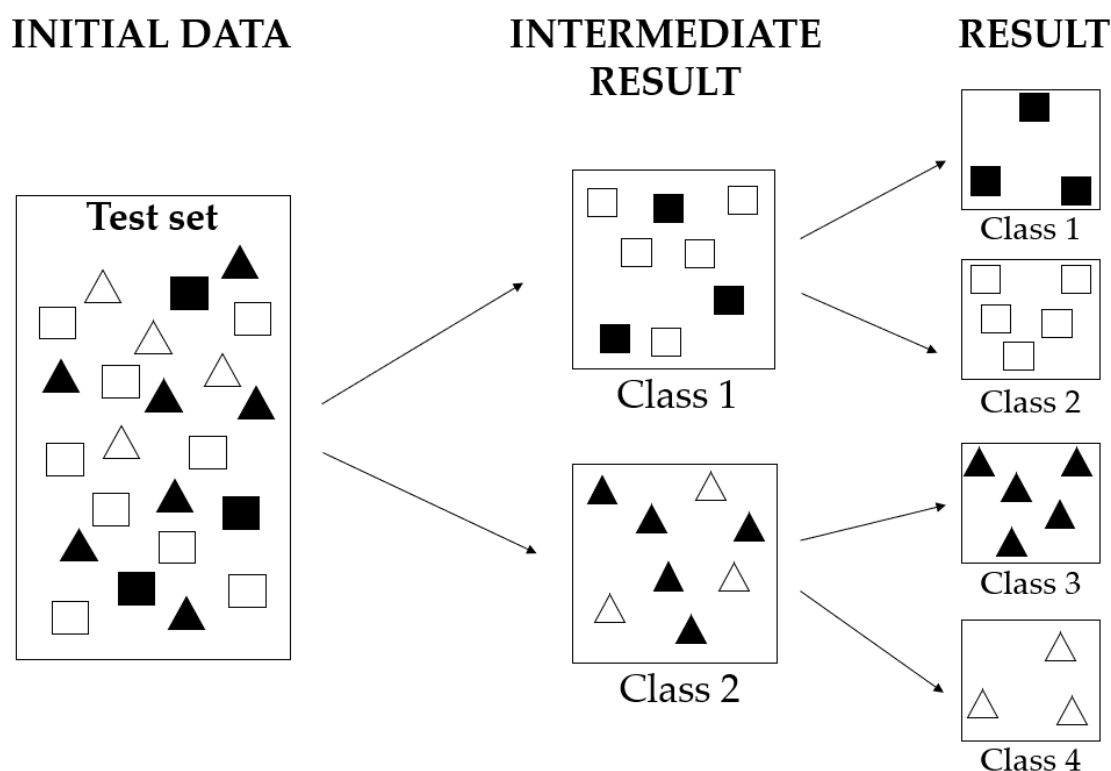 INITIAL DATA
INTERMEDIATE
RESULT
RESULT
Test set
Class 1
Class 2
Class 1
Class 2
Class 3
Class 4